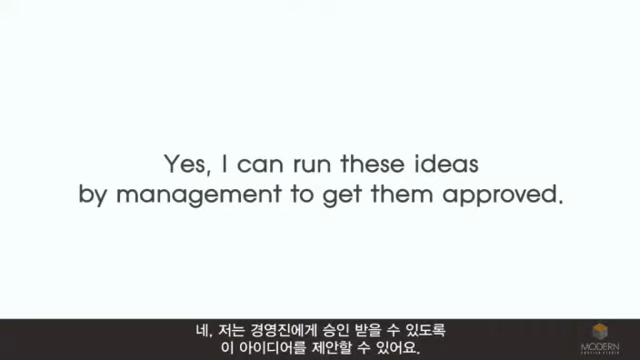 Yes, I can run these ideas
by management to get them approved.
네, 저는 경영진에게 승인 받을 수 있도록
이 아이디어를 제안할 수 있어요.
MODERN